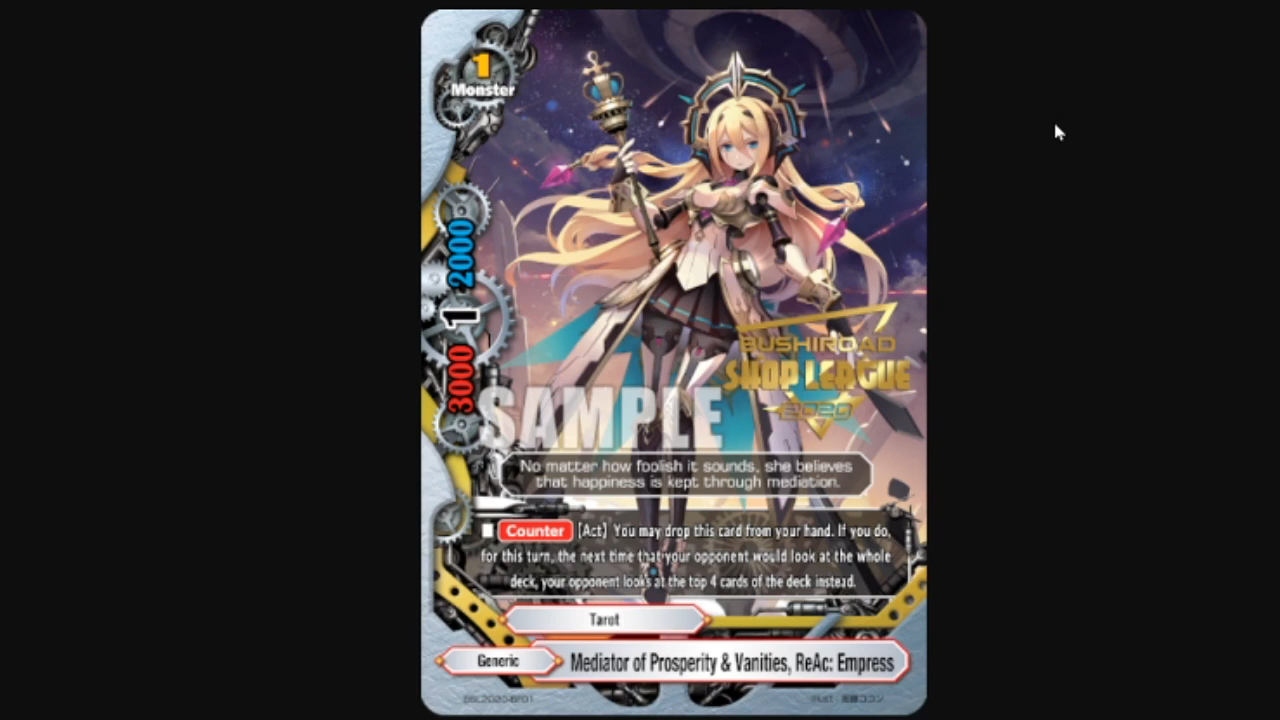 1
Monster
2000
1
3000
BUSHIROAD
SHOP LEAGUE
2020
SAMPLE
No matter how foolish it sounds, she believes
that happiness is kept through mediation.
■ Counter [Act] You may drop this card from your hand. If you do,
for this turn, the next time that your opponent would look at the whole
deck, your opponent looks at the top 4 cards of the deck instead.
Tarot
Generic Mediator of Prosperity & Vanities, ReAc: Empress
BSL2020-BF01